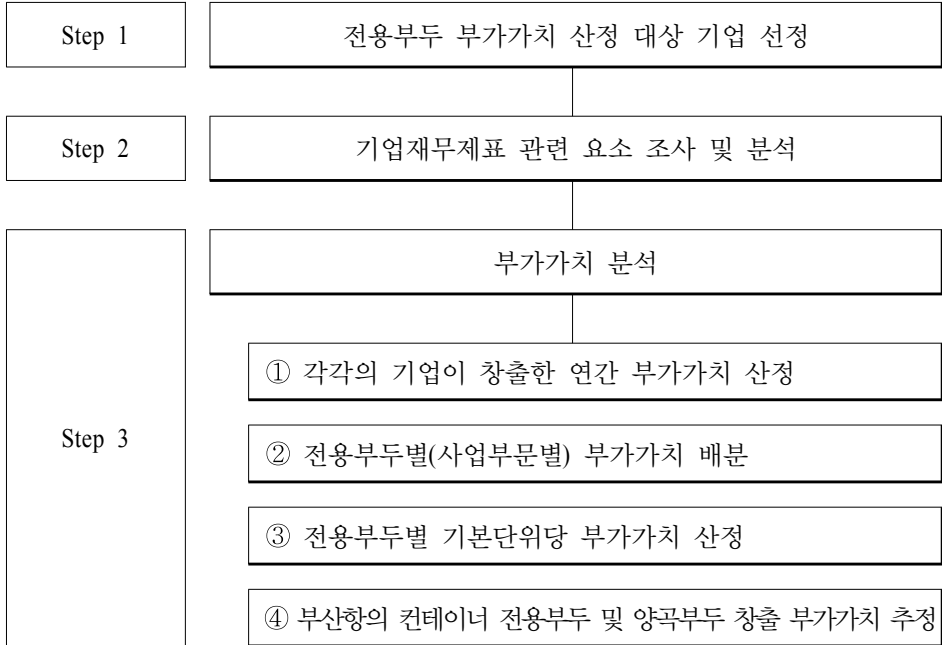 Step 1
전용부두 부가가치 산정 대상 기업 선정
Step 2
기업재무제표 관련 요소 조사 및 분석
Step 3
부가가치 분석
① 각각의 기업이 창출한 연간 부가가치 산정
② 전용부두별(사업부문별) 부가가치 배분
③ 전용부두별 기본단위당 부가가치 산정
④ 부산항의 컨테이너 전용부두 및 양곡부두 창출 부가가치 추정